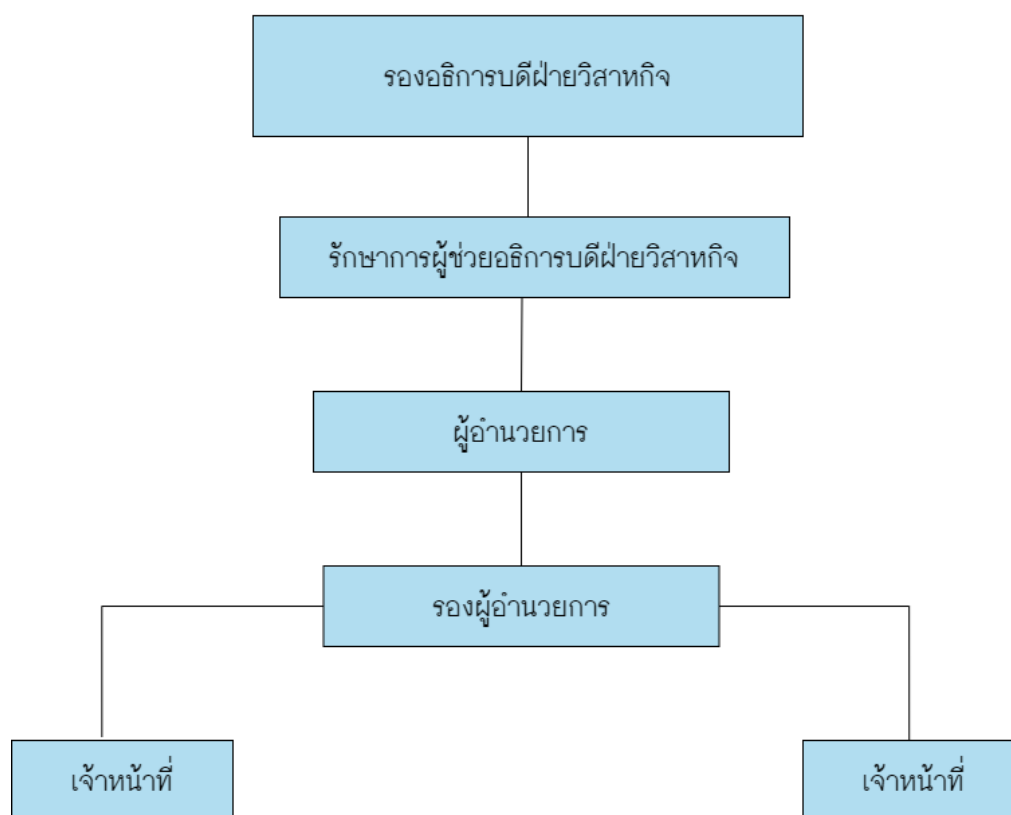 รองอธิการบดีฝ่ายวิสาหกิจ
รักษาการผู้ช่วยอธิการบดีฝ่ายวิสาหกิจ
ผู้อำนวยการ
รองผู้อำนวยการ
เจ้าหน้าที่
เจ้าหน้าที่